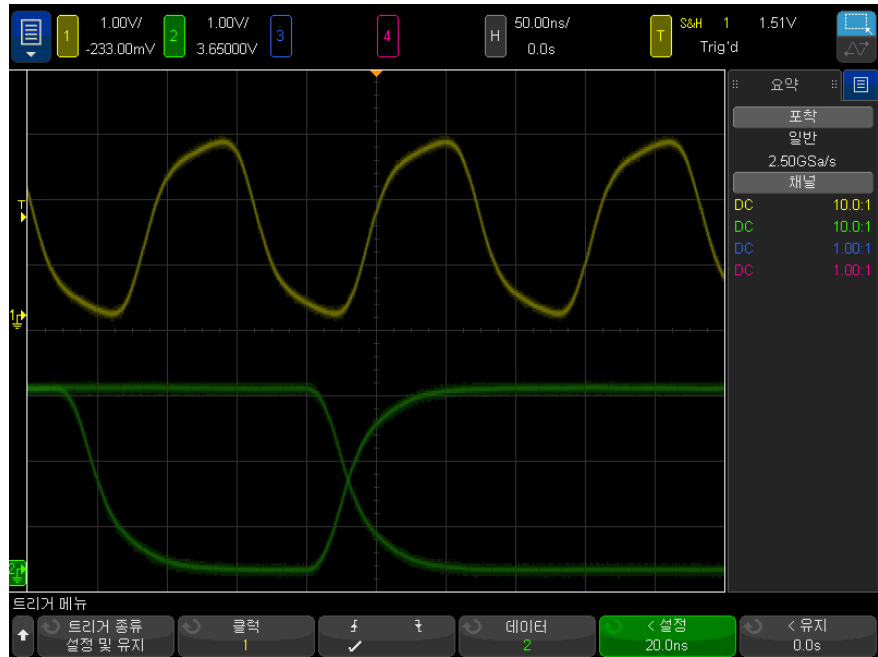 1 1.00V/ 2 1.00V/ 3 4 H 50.00ns/ T S&H 1 1.51V
-233.00mV 3.65000V 0.0s Trig'd
요약
포착
일반
2.50GSa/s
채널
DC 10.0:1
DC 10.0:1
DC 1.00:1
DC 1.00:1
T
1
2
트리거 메뉴
트리거 종류 클럭 데이터 < 설정 < 유지
설정 및 유지 1 2 20.0ns 0.0s